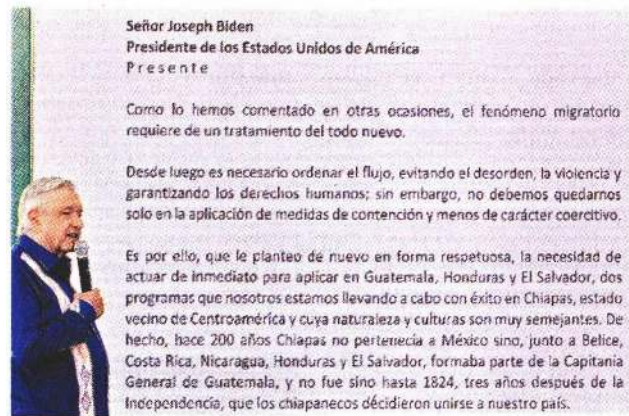 Señor Joseph Biden
Presidente de los Estados Unidos de América
P r e s e n t e
Como lo hemos comentado en otras ocasiones, el fenómeno migratorio
requiere de un tratamiento del todo nuevo.
Desde luego es necesario ordenar el flujo, evitando el desorden, la violencia y
garantizando los derechos humanos; sin embargo, no debemos quedarnos
solo en la aplicación de medidas de contención y menos de carácter coercitivo.
Es por ello, que le planteo de nuevo en forma respetuosa, la necesidad de
actuar de inmediato para aplicar en Guatemala, Honduras y El Salvador, dos
programas que nosotros estamos llevando a cabo con éxito en Chiapas, estado
vecino de Centroamérica y cuya naturaleza y culturas son muy semejantes. De
hecho, hace 200 años Chiapas no pertenecía a México sino, junto a Belice,
Costa Rica, Nicaragua, Honduras y El Salvador, formaba parte de la Capitanía
General de Guatemala, y no fue sino hasta 1824, tres años después de la
Independencia, que los chiapanecos décidieron unirse a nuestro país.